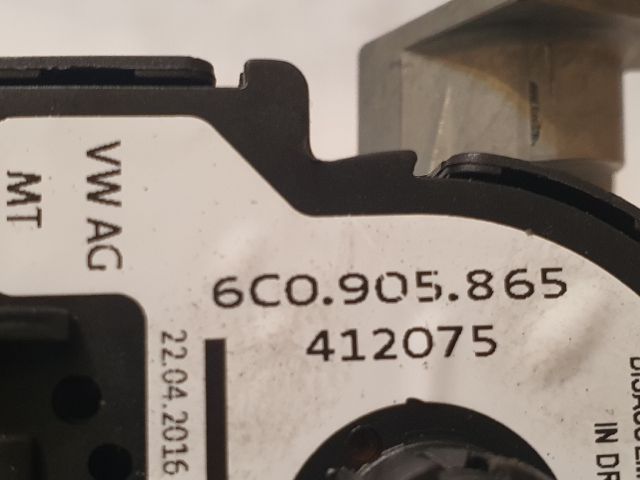 VW AG
MT
6C0.905.865
412075
22.04.2016
IN DR